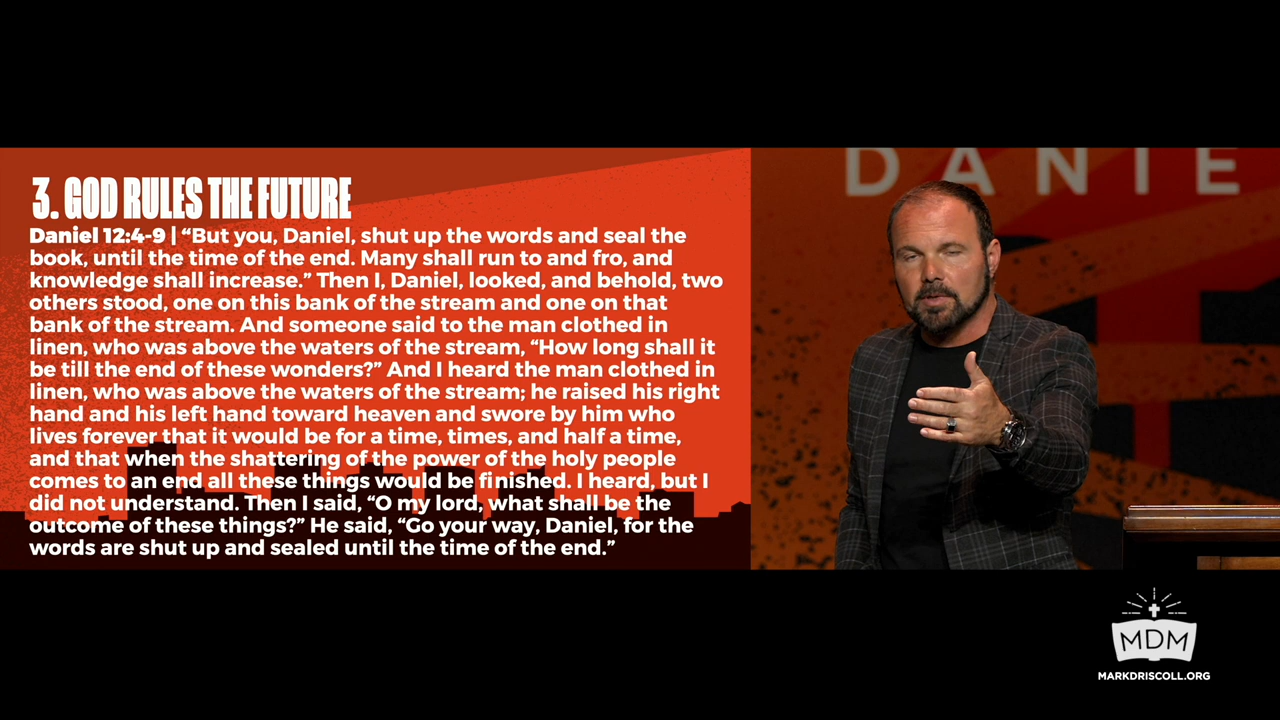 3. GOD RULES THE FUTURE
Daniel 12:4-9 | “But you, Daniel, shut up the words and seal the
book, until the time of the end. Many shall run to and fro, and
knowledge shall increase.” Then I, Daniel, looked, and behold, two
others stood, one on this bank of the stream and one on that
bank of the stream. And someone said to the man clothed in
linen, who was above the waters of the stream, “How long shall it
be till the end of these wonders?” And I heard the man clothed in
linen, who was above the waters of the stream; he raised his right
hand and his left hand toward heaven and swore by him who
lives forever that it would be for a time, times, and half a time,
and that when the shattering of the power of the holy people
comes to an end all these things would be finished. I heard, but I
did not understand. Then I said, “O my lord, what shall be the
outcome of these things?” He said, “Go your way, Daniel, for the
words are shut up and sealed until the time of the end.”
DANIE
MDM
MARKDRISCOLL.ORG